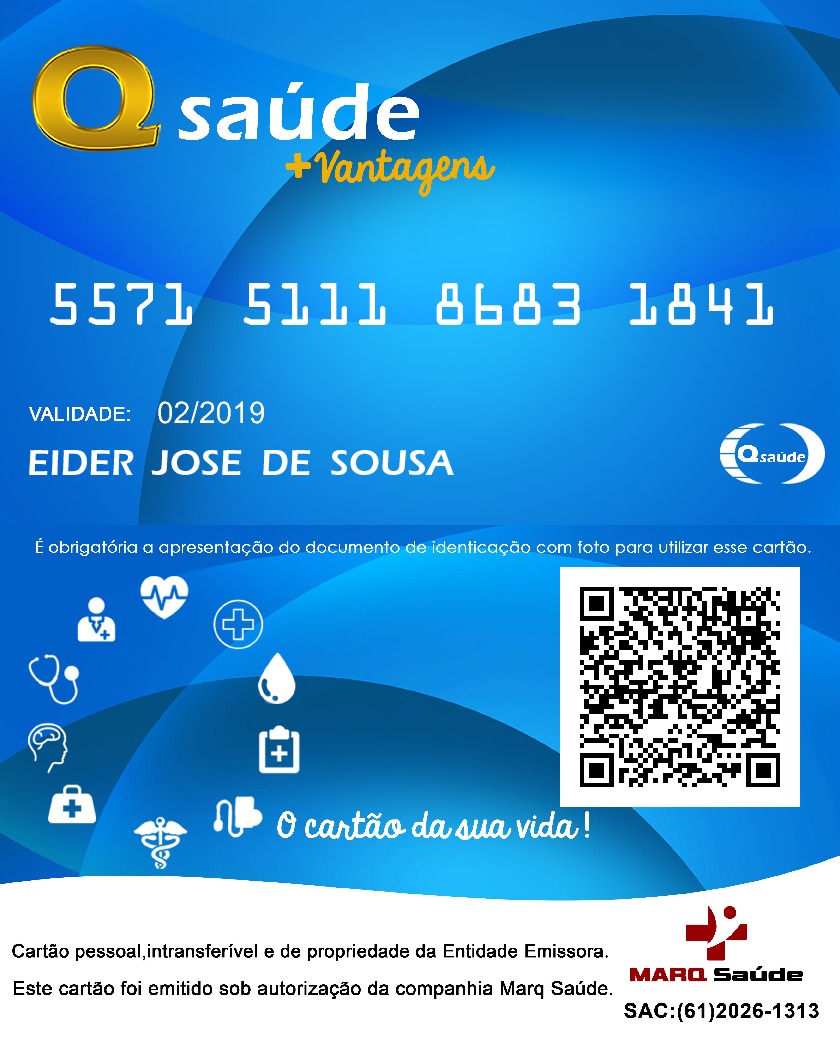 Q saúde
+Vantagens
5571 5111 8683 1841
VALIDADE: 02/2019
EIDER JOSE DE SOUSA
Qsaúde
É obrigatória a apresentação do documento de identicação com foto para utilizar esse cartão.
O cartão da sua vida !
Cartão pessoal,intransferível e de propriedade da Entidade Emissora.
MARQ Saúde
Este cartão foi emitido sob autorização da companhia Marq Saúde.
SAC:(61)2026-1313